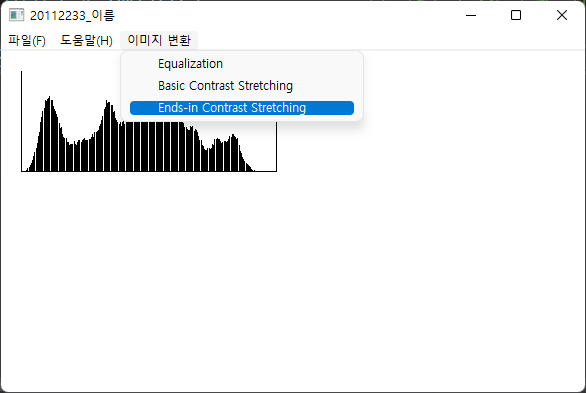 20112233_이름
파일(F) 도움말(H) 이미지 변환
Equalization
Basic Contrast Stretching
Ends-in Contrast Stretching